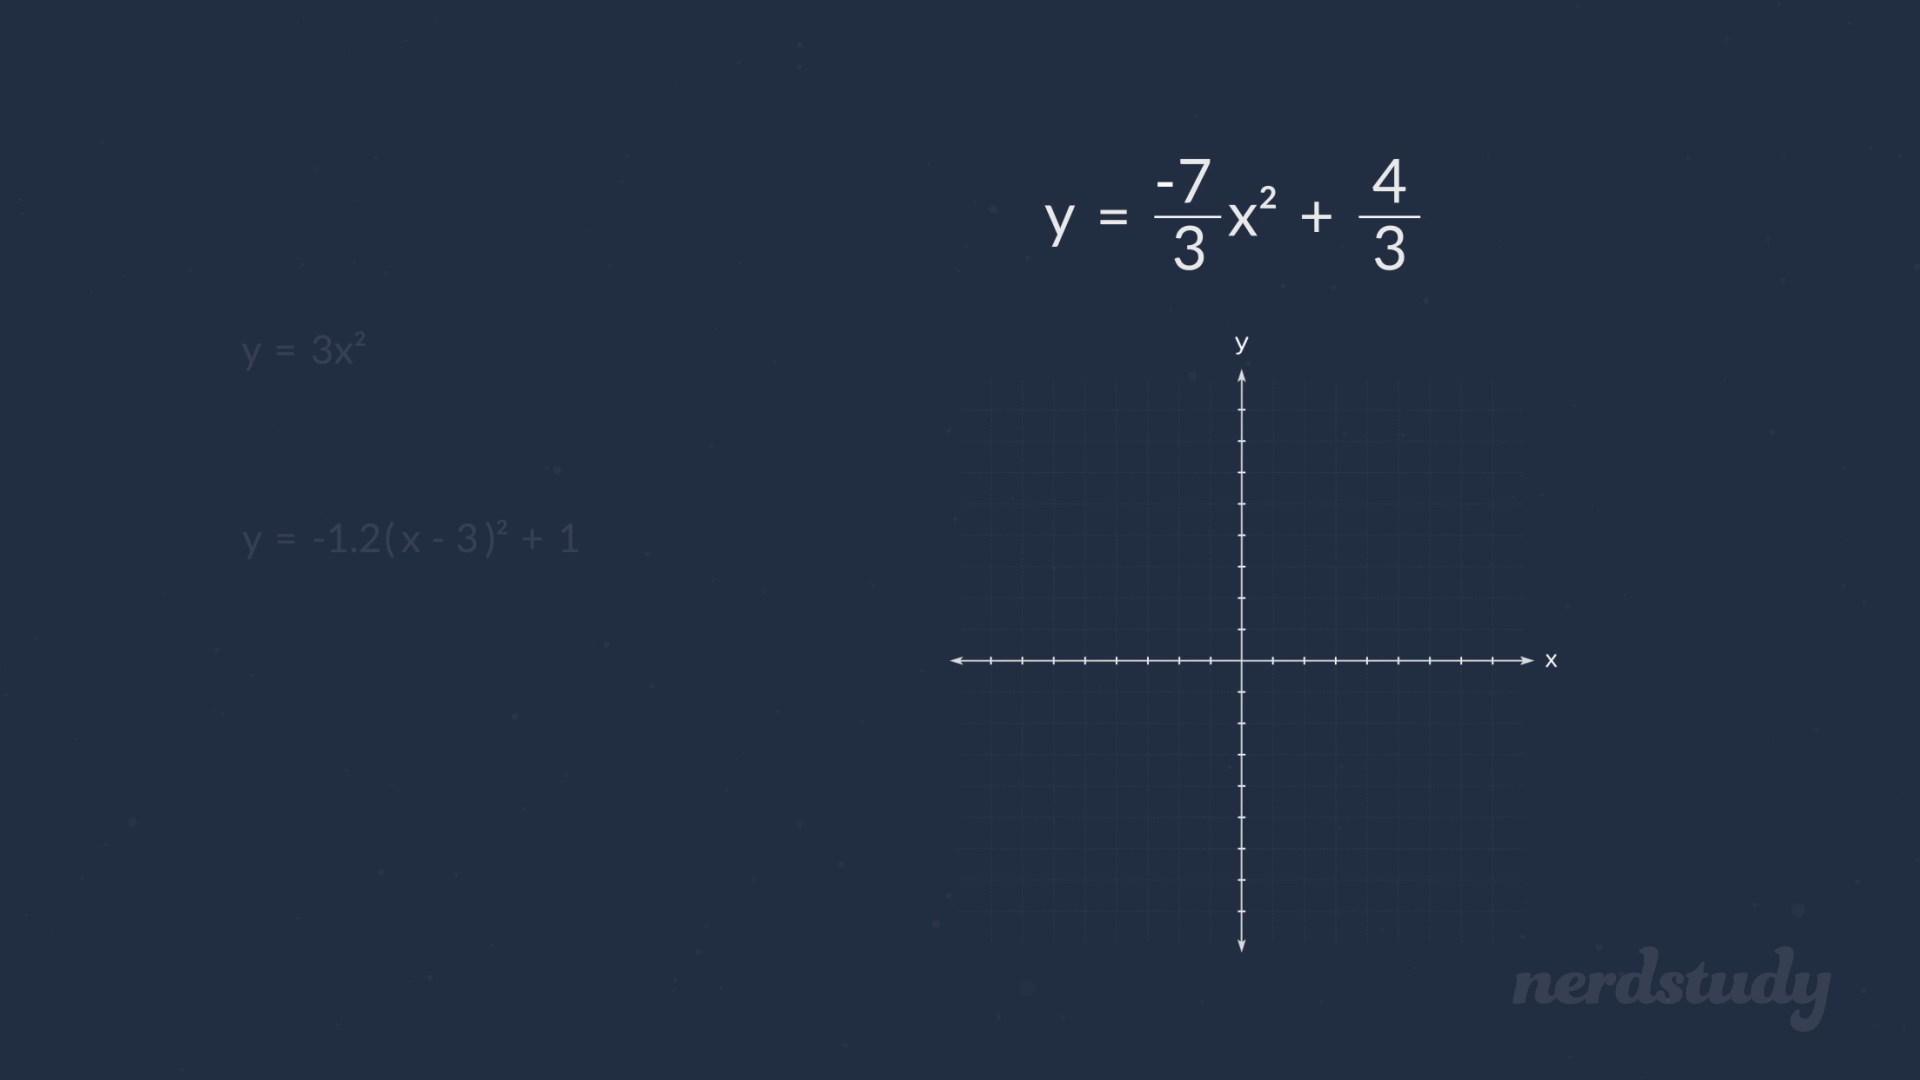 y = -7/3 x² + 4/3
y = 3x²
y
y = -1.2(x - 3)² + 1
x
nerdstudy